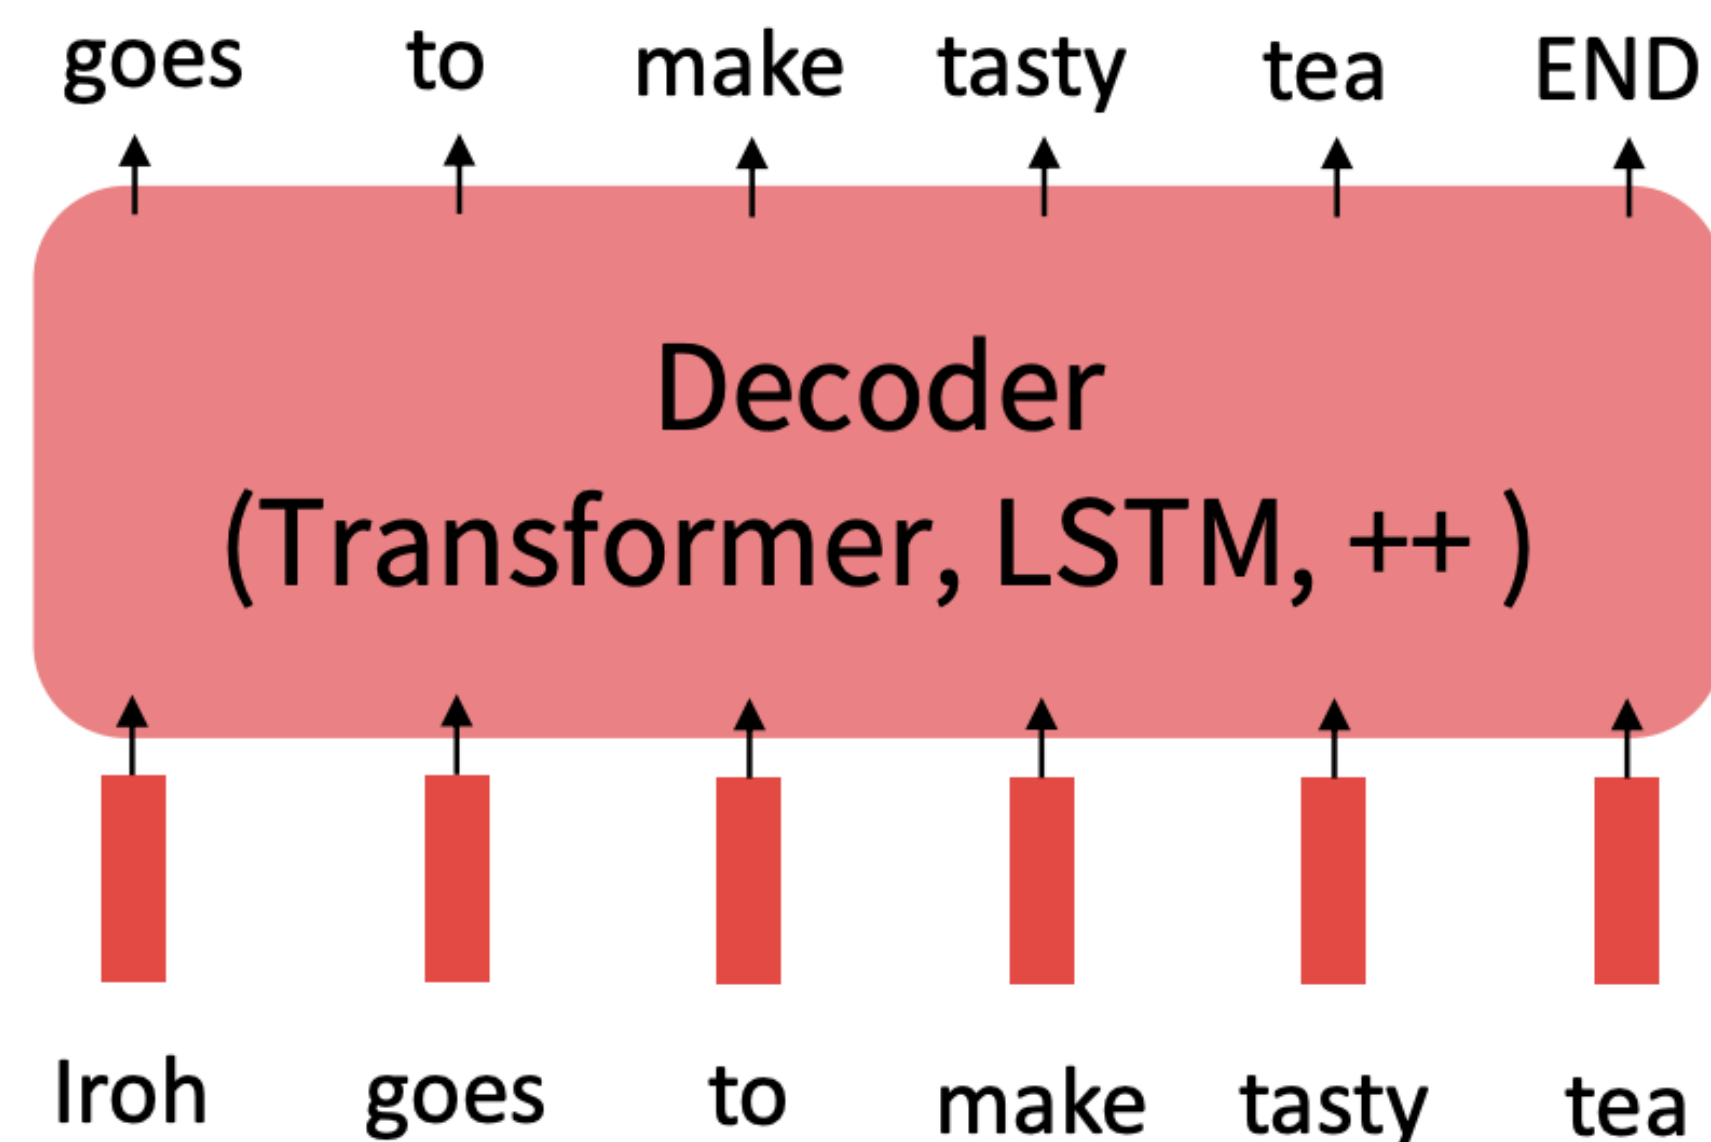 goes to make tasty tea END
Decoder
(Transformer, LSTM, ++ )
Iroh goes to make tasty tea